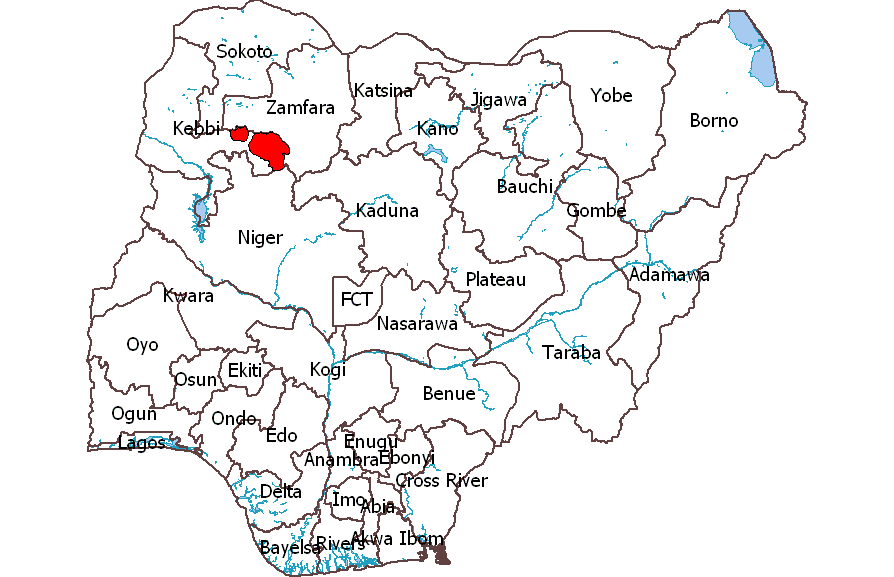 Sokoto
Katsina
Zamfara
Jigawa
Yobe
Kebbi
Kano
Borno
Bauchi
Kaduna
Gombe
Niger
Adamawa
Plateau
Kwara
FCT
Nasarawa
Oyo
Taraba
Ekiti
Kogi
Osun
Benue
Ogun
Ondo
Edo
Lagos
Enugu
Anambra
Ebonyi
Cross River
Delta
Imo
Abia
Akwa Ibom
Rivers
Bayelsa